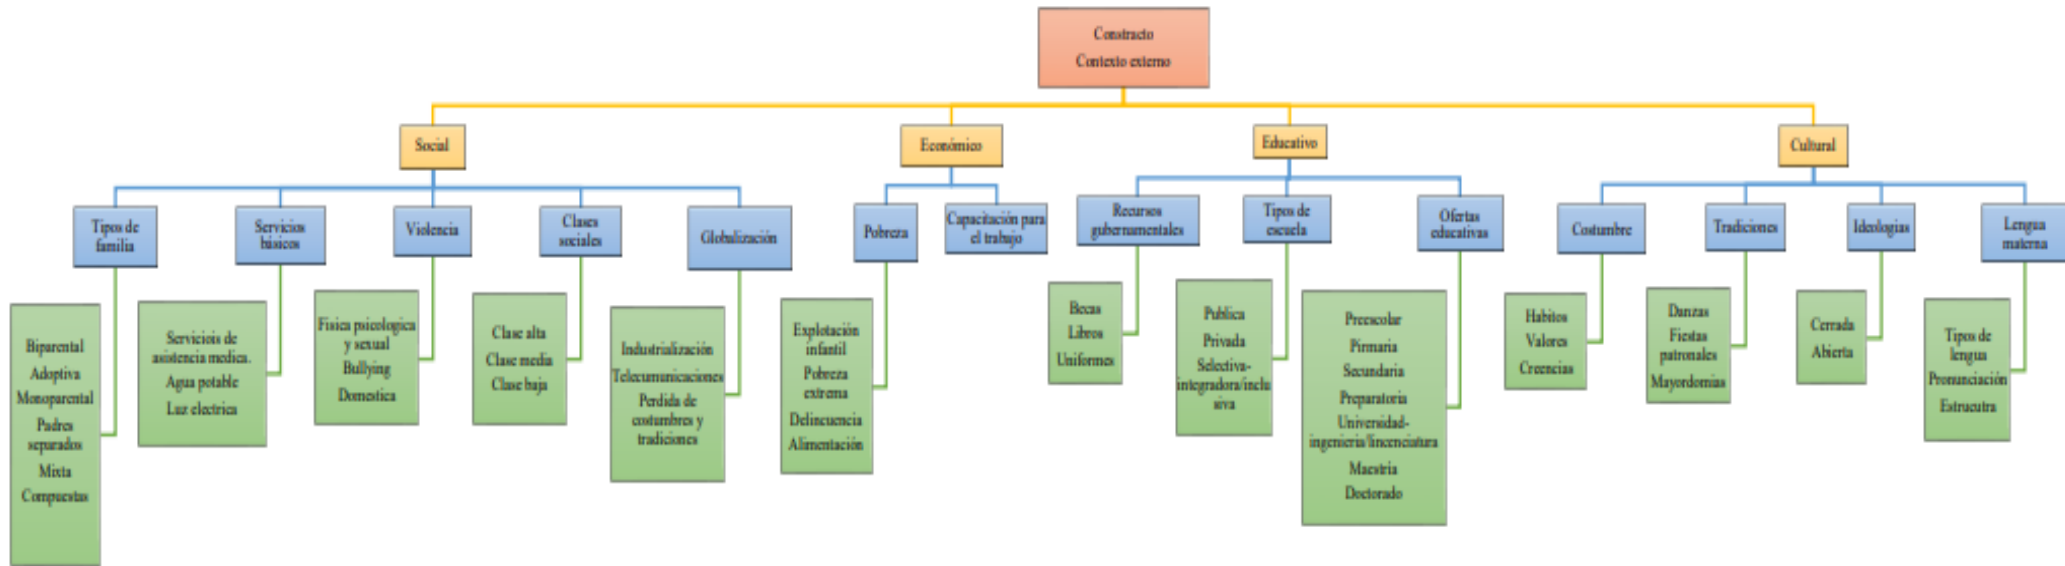 Constructo
Contexto externo
Social
Económico
Educativo
Cultural
Tipos de
familia
Servicios
básicos
Violencia
Clases
sociales
Globalización
Pobreza
Capacitación para
el trabajo
Recursos
gubernamentales
Tipos de
escuela
Ofertas
educativas
Costumbre
Tradiciones
Ideologias
Lengua
materna
Biparental
Adoptiva
Monoparental
Padres
separados
Mixta
Compuestas
Servicieis de
asistencia medica.
Agua potable
Luz electrica
Fisica psicologica
y sexual
Bullying
Domestica
Clase alta
Clase media
Clase baja
Industrialización
Telecumunicaciones
Perdida de
costumbres y
tradiciones
Explotación
infantil
Pobreza
extrema
Delincuencia
Alimentación
Becas
Libros
Uniformes
Publica
Privada
Selectiva-
integradora/inclu
siva
Preescolar
Pirmaria
Secundaria
Preparatoria
Universidad-
ingenieria/lincenciatura
Maestria
Doctorado
Habitos
Valores
Creencias
Danzas
Fiestas
patronales
Mayordomias
Cerrada
Abierta
Tipos de
lengua
Pronunciación
Estrucutra